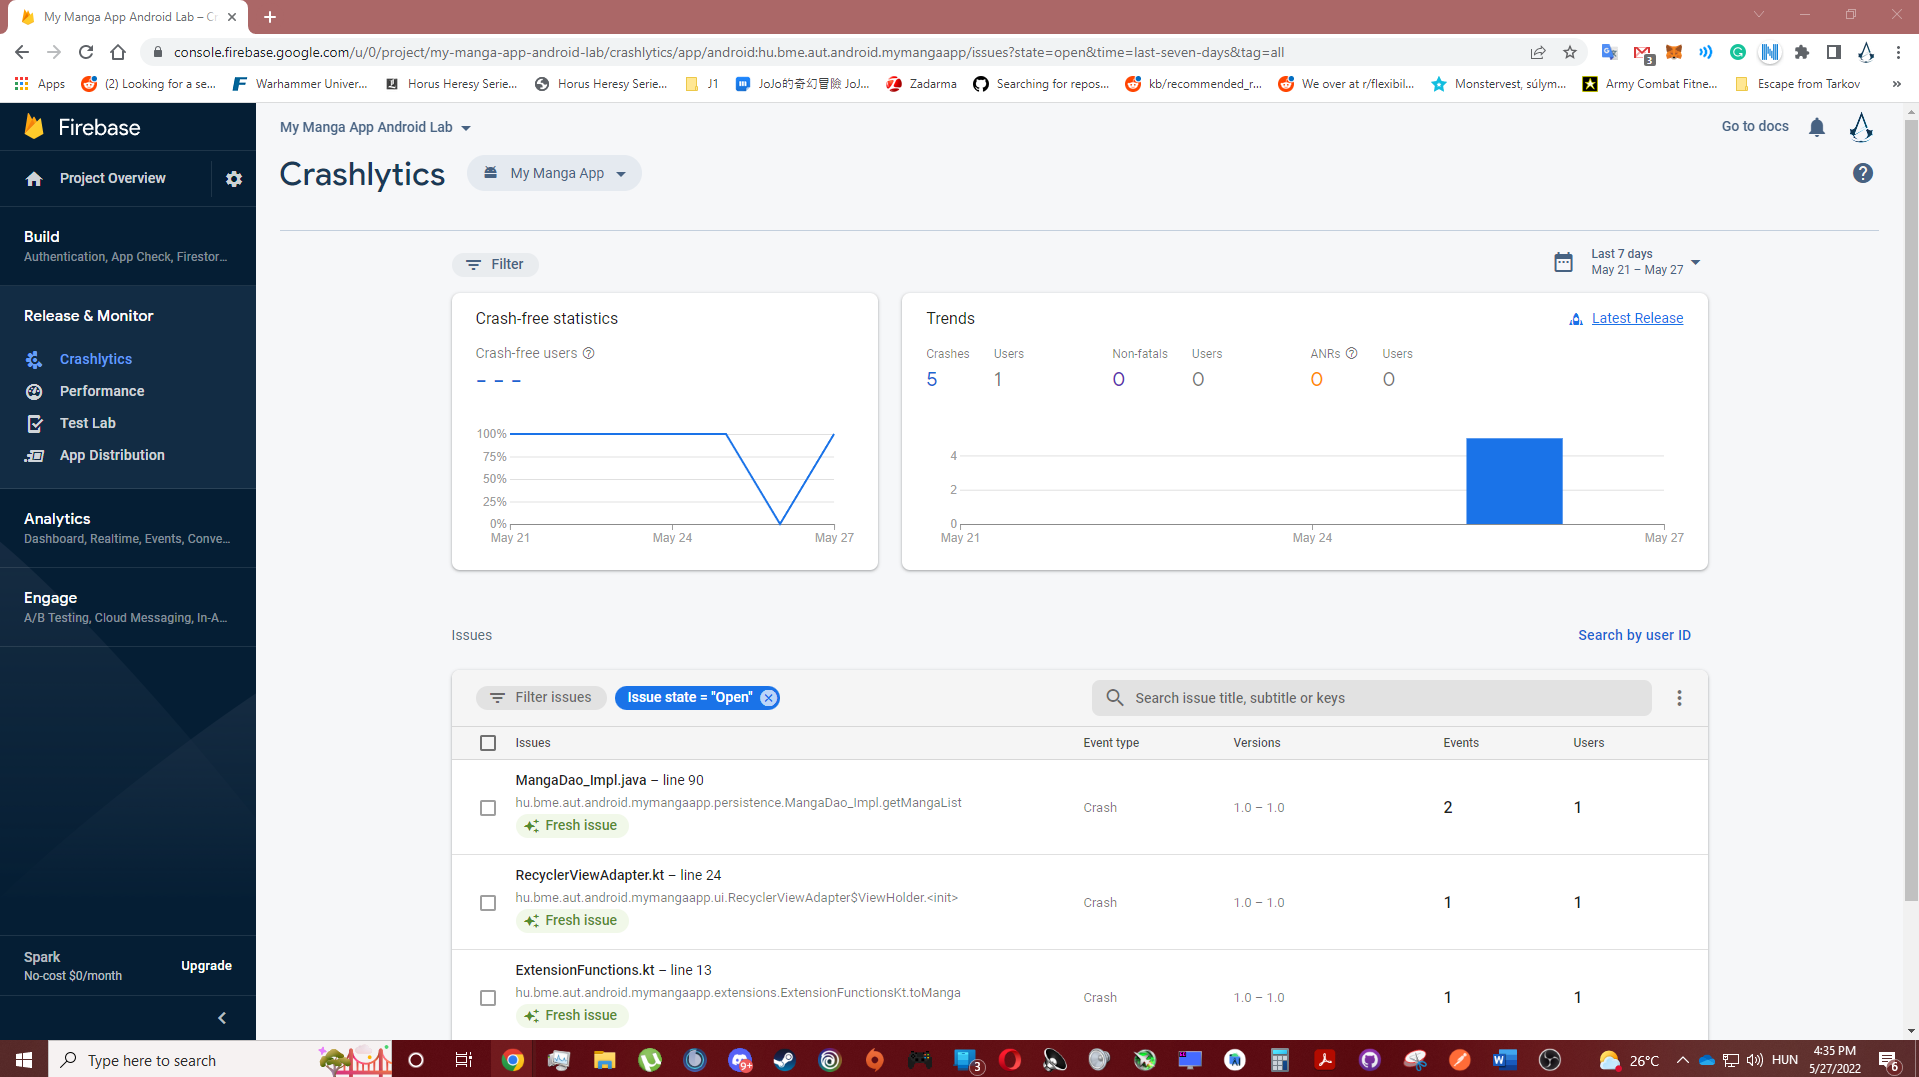 My Manga App Android Lab – Cr
console.firebase.google.com/u/0/project/my-manga-app-android-lab/crashlytics/app/android:hu.bme.aut.android.mymangaapp/issues?state=open&time=last-seven-days&tag=all
3
Apps
(2) Looking for a se...
Warhammer Univer...
Horus Heresy Serie...
Horus Heresy Serie...
J1
JoJo的奇幻冒險 JoJ...
Zadarma
Searching for repos...
kb/recommended_r...
We over at r/flexibil...
Monstervest, súlym...
Army Combat Fitne...
Escape from Tarkov
»
Firebase
Project Overview
Build
Authentication, App Check, Firestor...
Release & Monitor
Crashlytics
Performance
Test Lab
App Distribution
Analytics
Dashboard, Realtime, Events, Conve...
Engage
A/B Testing, Cloud Messaging, In-A...
Spark
No-cost $0/month
Upgrade
My Manga App Android Lab
Go to docs
Crashlytics
My Manga App
Filter
Last 7 days
May 21 – May 27
Crash-free statistics
Crash-free users
– – –
100%
75%
50%
25%
0%
May 21
May 24
May 27
Trends
Latest Release
Crashes
Users
Non-fatals
Users
ANRs
Users
5
1
0
0
0
0
4
2
0
May 21
May 24
May 27
Issues
Search by user ID
Filter issues
Issue state = "Open"
Search issue title, subtitle or keys
Issues
Event type
Versions
Events
Users
MangaDao_Impl.java – line 90
hu.bme.aut.android.mymangaapp.persistence.MangaDao_Impl.getMangaList
Fresh issue
Crash
1.0 – 1.0
2
1
RecyclerViewAdapter.kt – line 24
hu.bme.aut.android.mymangaapp.ui.RecyclerViewAdapter$ViewHolder.<init>
Fresh issue
Crash
1.0 – 1.0
1
1
ExtensionFunctions.kt – line 13
hu.bme.aut.android.mymangaapp.extensions.ExtensionFunctionsKt.toManga
Fresh issue
Crash
1.0 – 1.0
1
1
Type here to search
9+
3
26°C
HUN
4:35 PM
5/27/2022
6